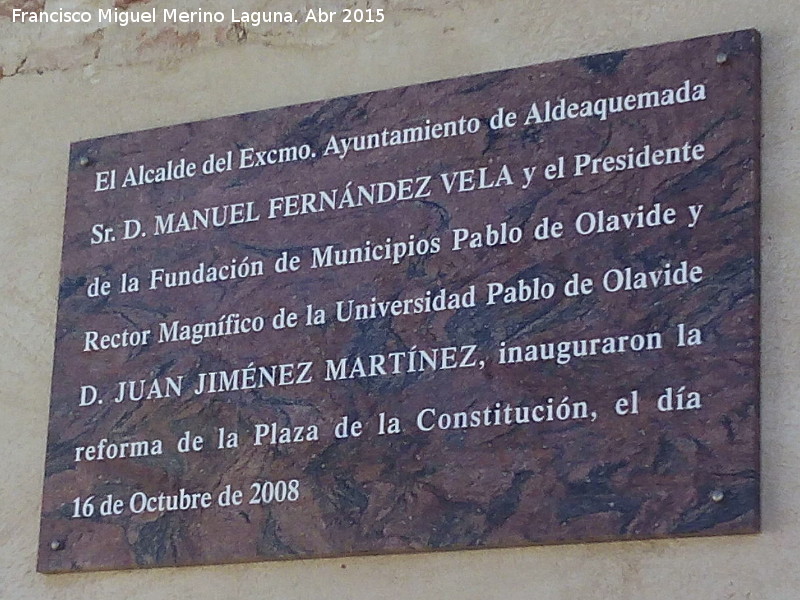 Francisco Miguel Merino Laguna. Abr 2015
El Alcalde del Excmo. Ayuntamiento de Aldeaquemada
Sr. D. MANUEL FERNÁNDEZ VELA y el Presidente
de la Fundación de Municipios Pablo de Olavide y
Rector Magnífico de la Universidad Pablo de Olavide
D. JUAN JIMÉNEZ MARTÍNEZ, inauguraron la
reforma de la Plaza de la Constitución, el día
16 de Octubre de 2008